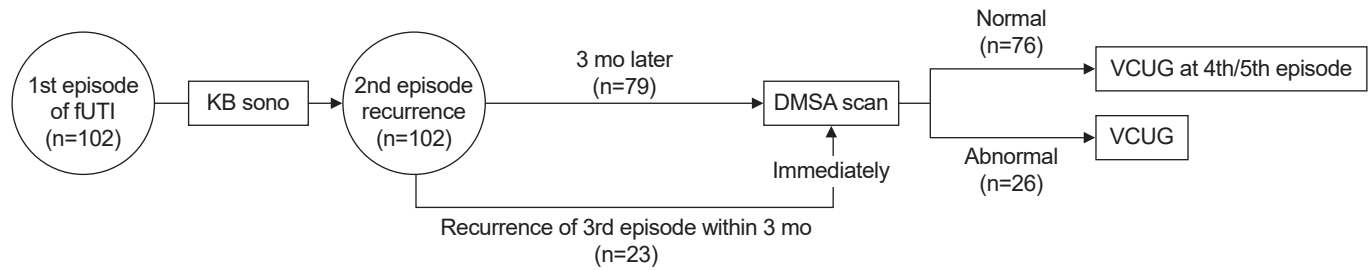 1st episode
of fUTI
(n=102)
KB sono
2nd episode
recurrence
(n=102)
3 mo later
(n=79)
Recurrence of 3rd episode within 3 mo
(n=23)
Immediately
DMSA scan
Normal
(n=76)
VCUG at 4th/5th episode
Abnormal
(n=26)
VCUG